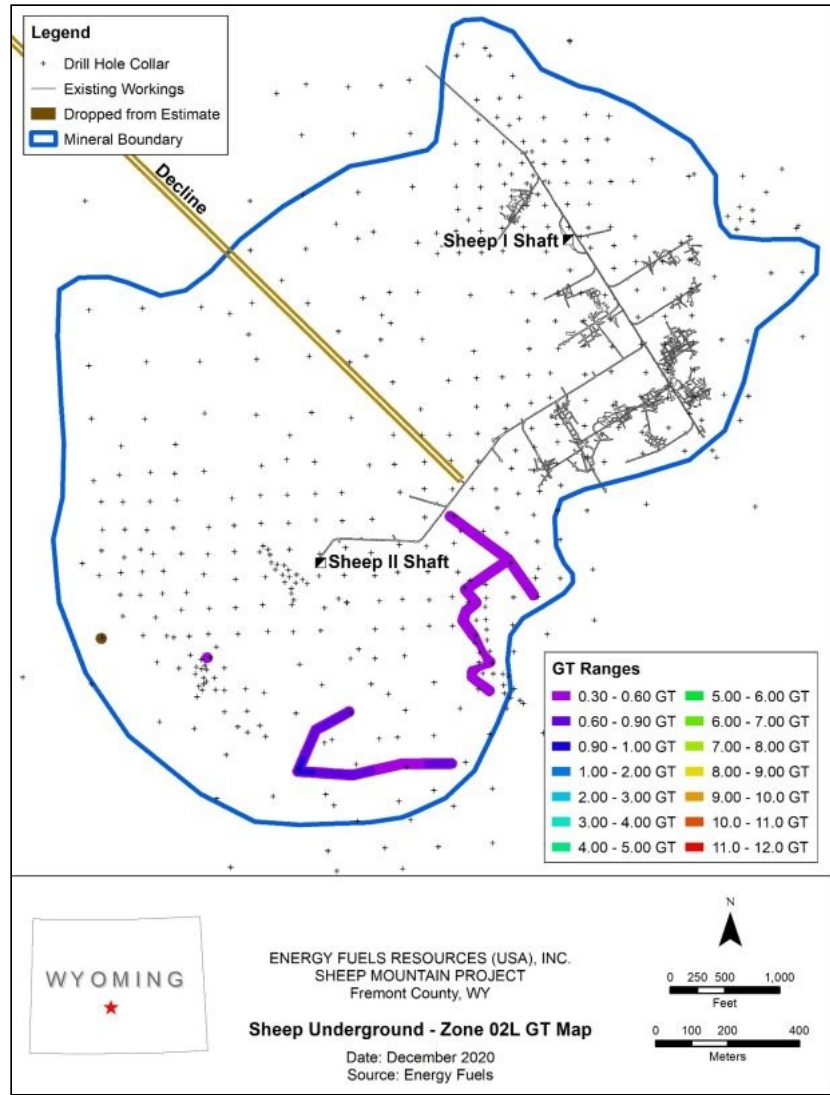 Legend
Drill Hole Collar
Existing Workings
Dropped from Estimate
Mineral Boundary
Decline
Sheep I Shaft
Sheep II Shaft
GT Ranges
0.30 - 0.60 GT
0.60 - 0.90 GT
0.90 - 1.00 GT
1.00 - 2.00 GT
2.00 - 3.00 GT
3.00 - 4.00 GT
4.00 - 5.00 GT
5.00 - 6.00 GT
6.00 - 7.00 GT
7.00 - 8.00 GT
8.00 - 9.00 GT
9.00 - 10.0 GT
10.0 - 11.0 GT
11.0 - 12.0 GT
WYOMING
ENERGY FUELS RESOURCES (USA), INC.
SHEEP MOUNTAIN PROJECT
Fremont County, WY
Sheep Underground - Zone 02L GT Map
Date: December 2020
Source: Energy Fuels
N
0 250 500 1,000
Feet
0 100 200 400
Meters